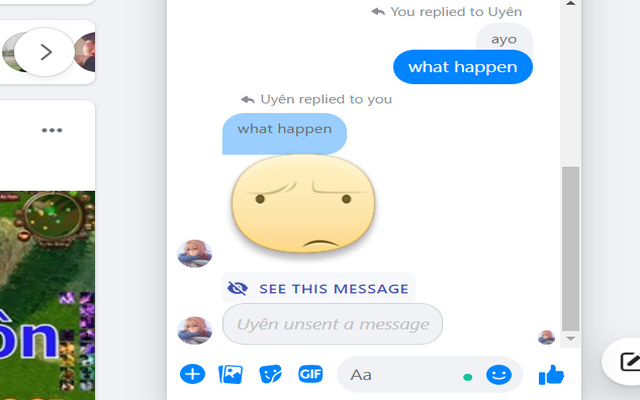 You replied to Uyên
ayo
what happen
Uyên replied to you
what happen
SEE THIS MESSAGE
Uyên unsent a message
GIF
Aa
ôn